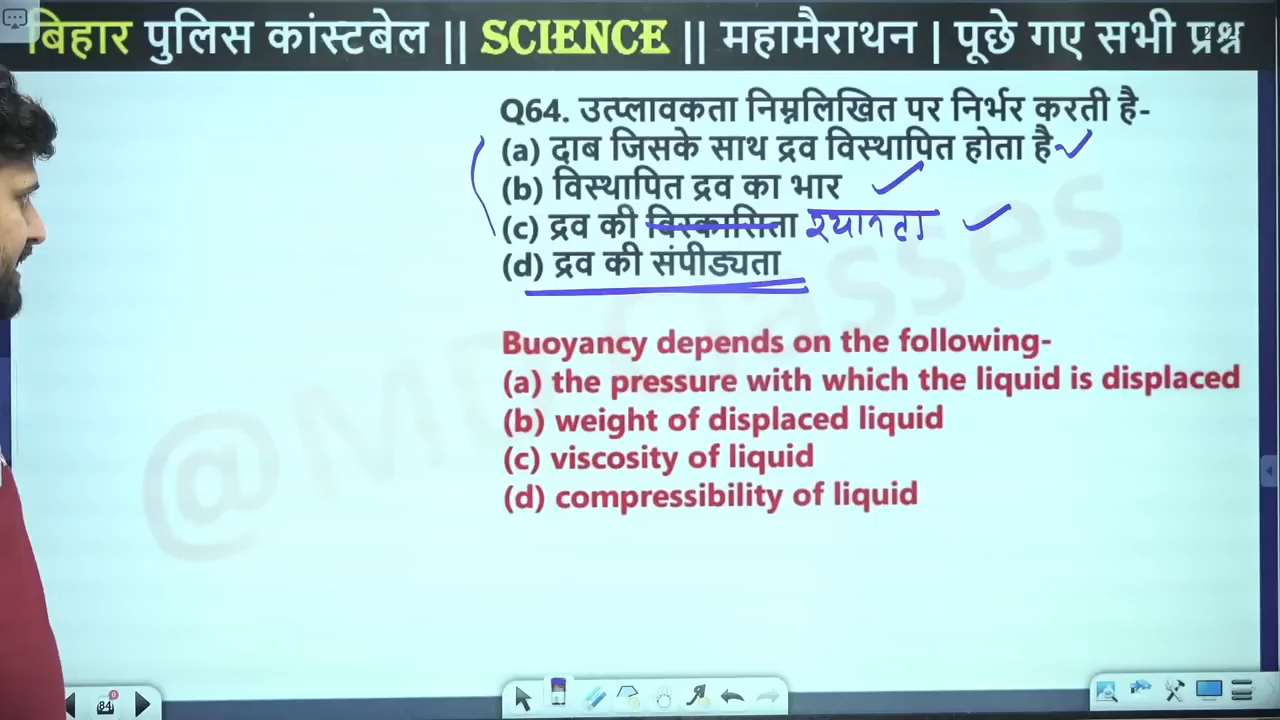 बिहार पुलिस कांस्टेबल || SCIENCE || महामैराथन | पूछे गए सभी प्रश्न
Q64. उत्प्लावकता निम्नलिखित पर निर्भर करती है-
(a) दाब जिसके साथ द्रव विस्थापित होता है
(b) विस्थापित द्रव का भार
(c) द्रव की विस्कासिता श्यानता
(d) द्रव की संपीड्यता
Buoyancy depends on the following-
(a) the pressure with which the liquid is displaced
(b) weight of displaced liquid
(c) viscosity of liquid
(d) compressibility of liquid
84
0